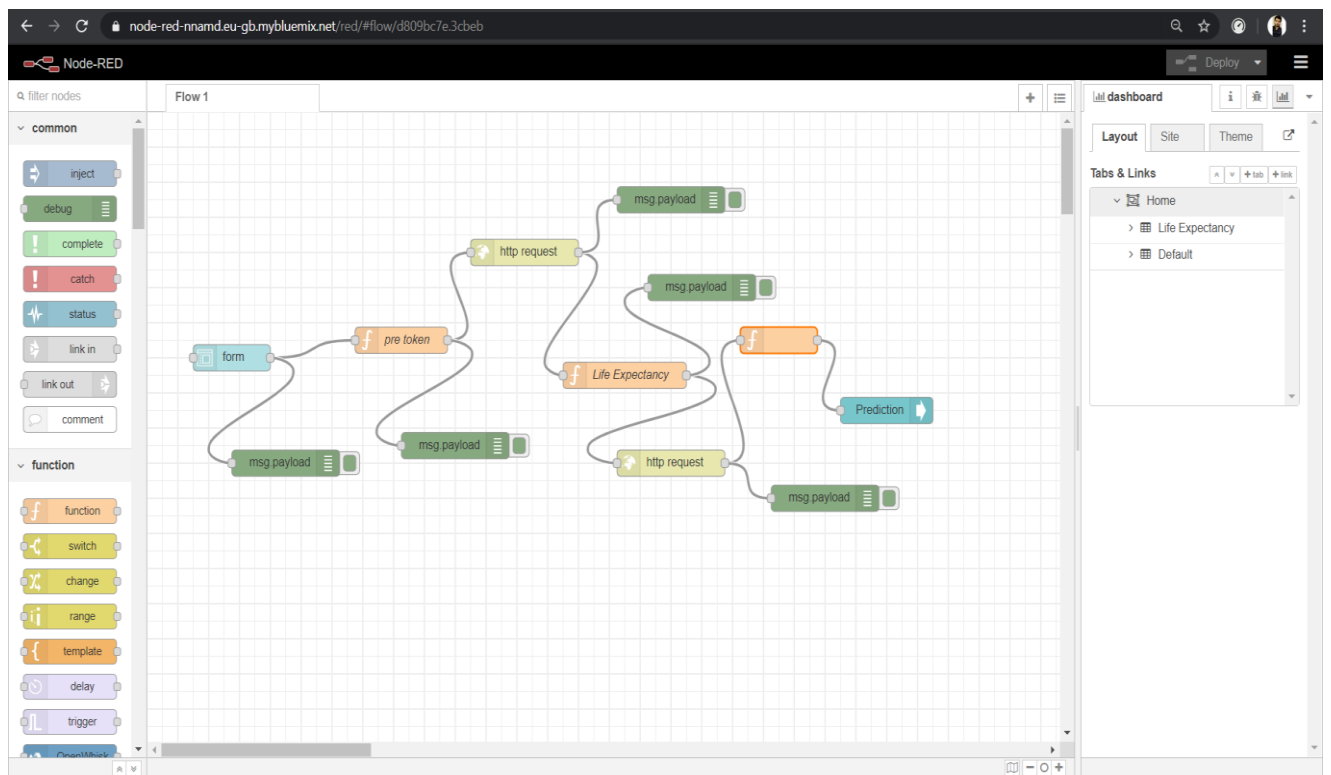 node-red-nnamd.eu-gb.mybluemix.net/red/#flow/d809bc7e.3cbeb
Node-RED
Deploy
filter nodes
Flow 1
dashboard
i
common
inject
debug
complete
catch
status
link in
link out
comment
function
function
switch
change
range
template
delay
trigger
OpenWhisk
form
pre token
http request
msg.payload
msg.payload
Life Expectancy
Prediction
msg.payload
msg.payload
http request
msg.payload
Layout
Site
Theme
Tabs & Links
+ tab
+ link
Home
Life Expectancy
Default